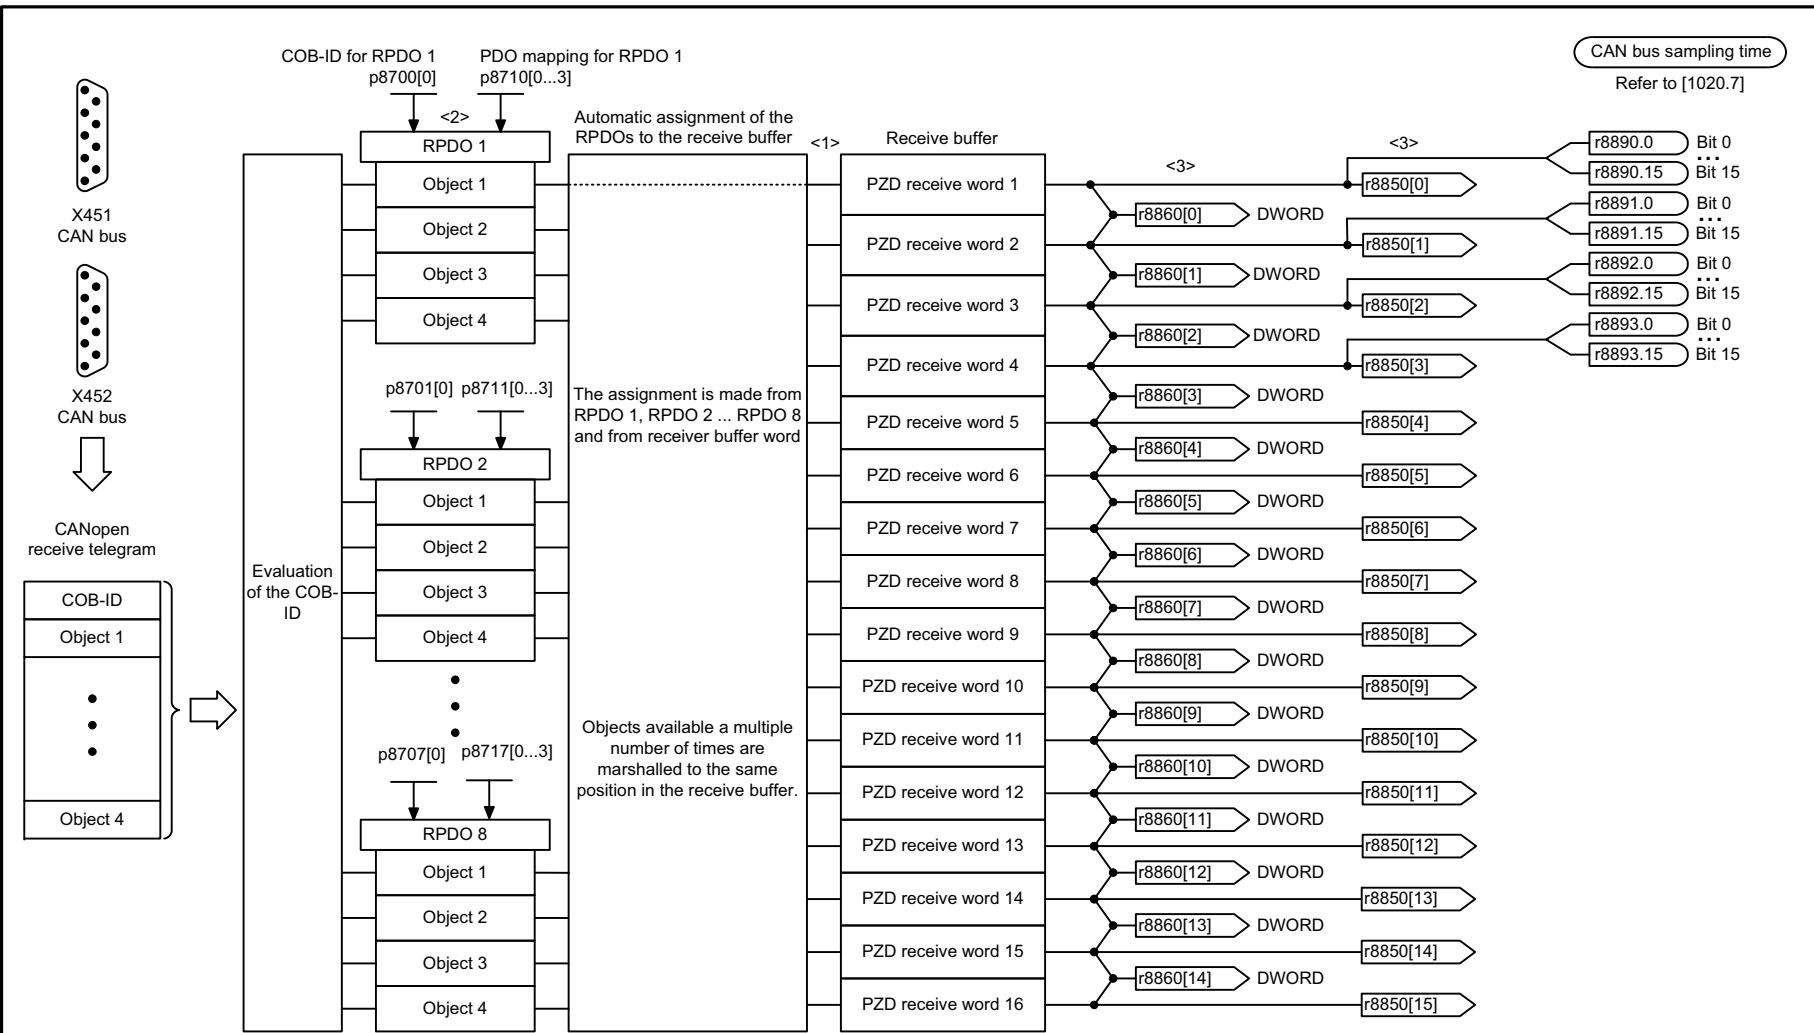 COB-ID for RPDO 1
p8700[0]
PDO mapping for RPDO 1
p8710[0...3]
CAN bus sampling time
Refer to [1020.7]
X451
CAN bus
X452
CAN bus
CANopen
receive telegram
COB-ID
Object 1
Object 4
Evaluation
of the COB-
ID
<2>
RPDO 1
Object 1
Object 2
Object 3
Object 4
p8701[0]
p8711[0...3]
RPDO 2
Object 1
Object 2
Object 3
Object 4
p8707[0]
p8717[0...3]
RPDO 8
Object 1
Object 2
Object 3
Object 4
Automatic assignment of the
RPDOs to the receive buffer
The assignment is made from
RPDO 1, RPDO 2 ... RPDO 8
and from receiver buffer word
Objects available a multiple
number of times are
marshalled to the same
position in the receive buffer.
<1>
Receive buffer
PZD receive word 1
PZD receive word 2
PZD receive word 3
PZD receive word 4
PZD receive word 5
PZD receive word 6
PZD receive word 7
PZD receive word 8
PZD receive word 9
PZD receive word 10
PZD receive word 11
PZD receive word 12
PZD receive word 13
PZD receive word 14
PZD receive word 15
PZD receive word 16
<3>
r8860[0] DWORD
r8860[1] DWORD
r8860[2] DWORD
r8860[3] DWORD
r8860[4] DWORD
r8860[5] DWORD
r8860[6] DWORD
r8860[7] DWORD
r8860[8] DWORD
r8860[9] DWORD
r8860[10] DWORD
r8860[11] DWORD
r8860[12] DWORD
r8860[13] DWORD
r8860[14] DWORD
<3>
r8850[0]
r8850[1]
r8850[2]
r8850[3]
r8850[4]
r8850[5]
r8850[6]
r8850[7]
r8850[8]
r8850[9]
r8850[10]
r8850[11]
r8850[12]
r8850[13]
r8850[14]
r8850[15]
r8890.0 Bit 0
...
r8890.15 Bit 15
r8891.0 Bit 0
...
r8891.15 Bit 15
r8892.0 Bit 0
...
r8892.15 Bit 15
r8893.0 Bit 0
...
r8893.15 Bit 15